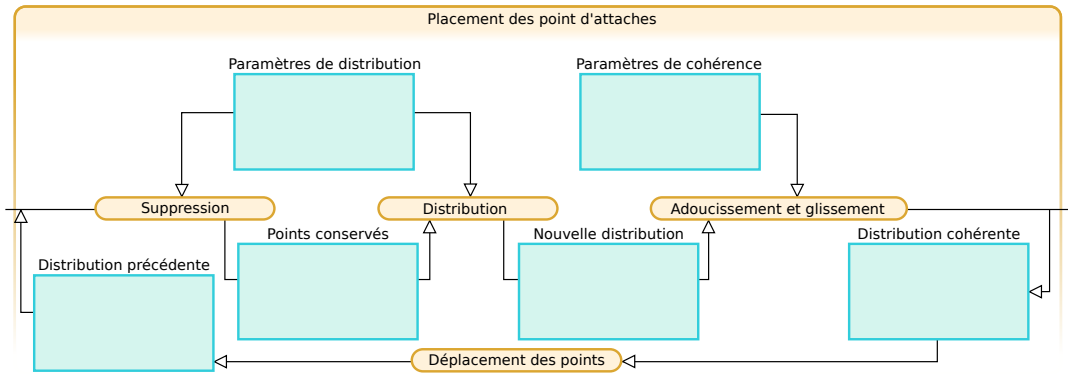 Placement des point d'attaches
Paramètres de distribution
Paramètres de cohérence
Suppression
Distribution
Adoucissement et glissement
Points conservés
Nouvelle distribution
Distribution cohérente
Distribution précédente
Déplacement des points